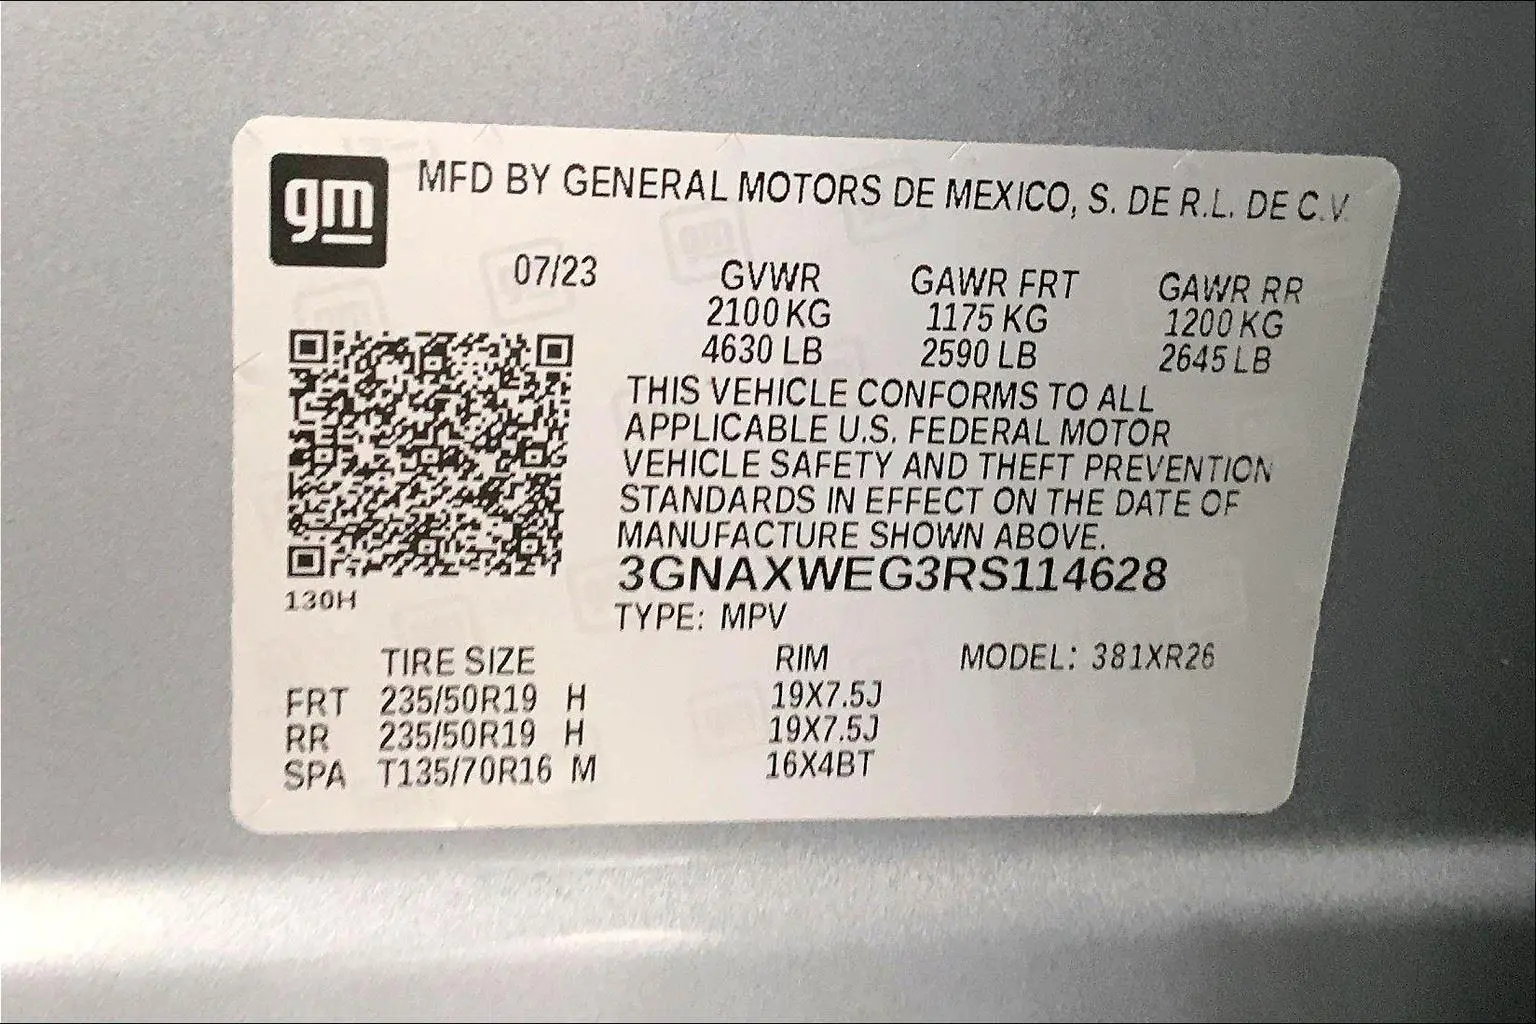 gm
MFD BY GENERAL MOTORS DE MEXICO, S. DE R.L. DE C.V.
07/23
GVWR GAWR FRT GAWR RR
2100 KG 1175 KG 1200 KG
4630 LB 2590 LB 2645 LB
THIS VEHICLE CONFORMS TO ALL
APPLICABLE U.S. FEDERAL MOTOR
VEHICLE SAFETY AND THEFT PREVENTION
STANDARDS IN EFFECT ON THE DATE OF
MANUFACTURE SHOWN ABOVE.
3GNAXWEG3RS114628
130H
TYPE: MPV
TIRE SIZE RIM MODEL: 381XR26
FRT 235/50R19 H 19X7.5J
RR 235/50R19 H 19X7.5J
SPA T135/70R16 M 16X4BT